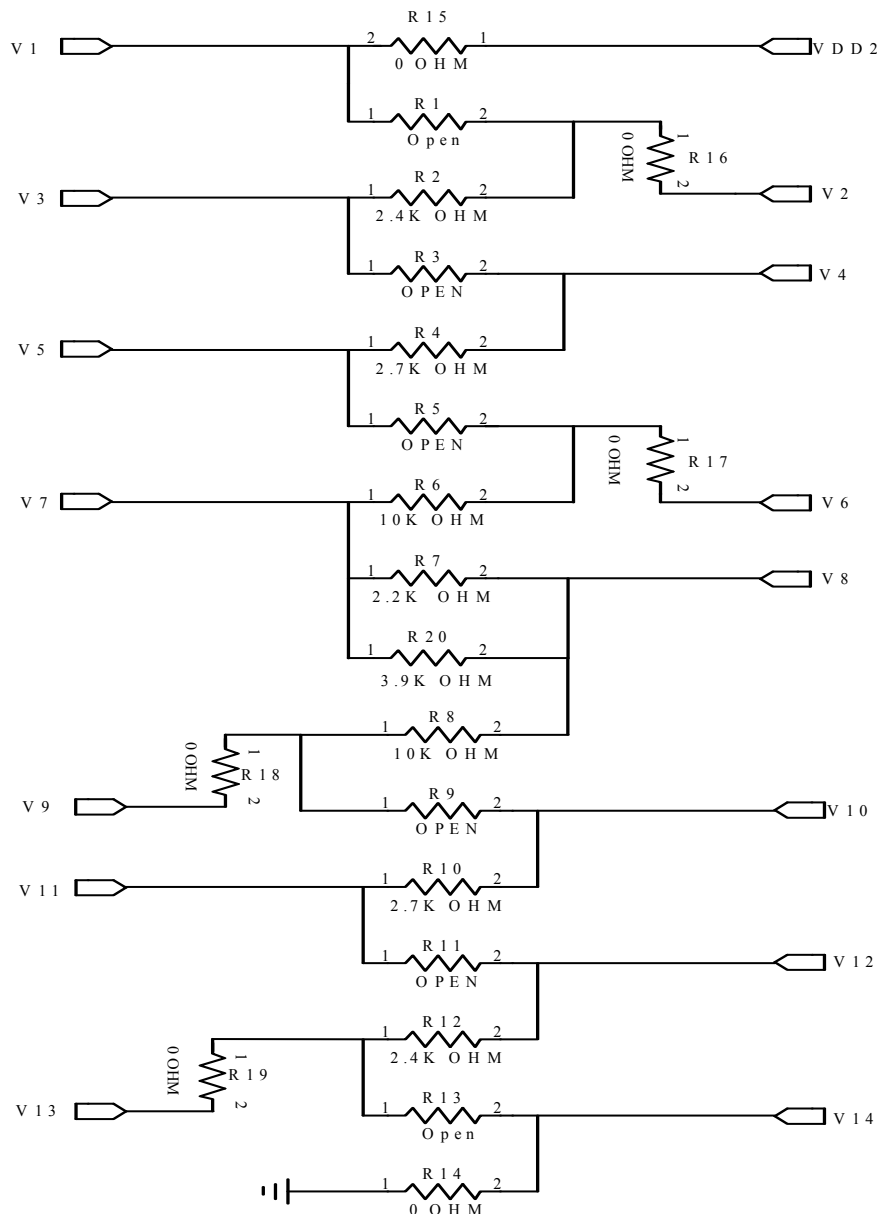 R15
V1 2 1 VDD2
0 OHM
R1
1 2
Open
1
0 OHM
R16
2
R2
V3 1 2 V2
2.4K OHM
R3
1 2 V4
OPEN
R4
V5 1 2
2.7K OHM
R5
1 2
OPEN
1
0 OHM
R17
2
R6
V7 1 2 V6
10K OHM
R7
1 2 V8
2.2K OHM
R20
1 2
3.9K OHM
R8
1 2
10K OHM
1
0 OHM
R18
2
R9
V9 1 2 V10
OPEN
R10
V11 1 2
2.7K OHM
R11
1 2 V12
OPEN
R12
1 2
2.4K OHM
1
0 OHM
R19
2
R13
V13 1 2 V14
Open
R14
1 2
0 OHM